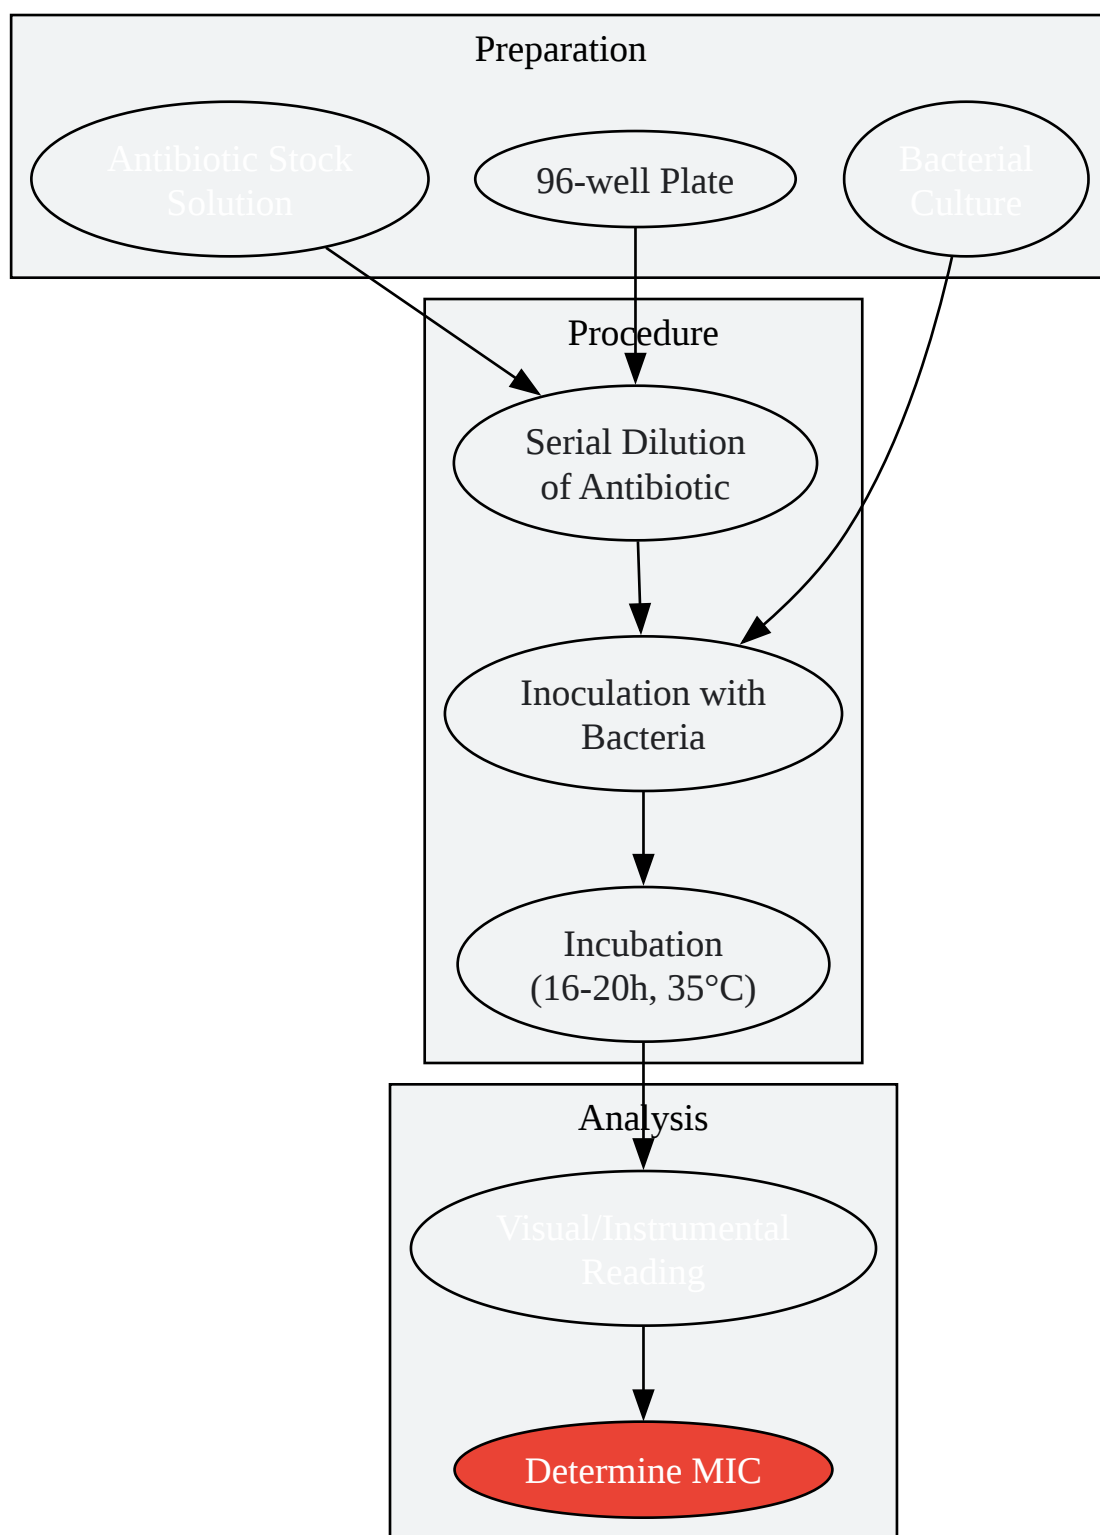 Preparation
Antibiotic Stock
Solution
96-well Plate
Bacterial
Culture
Procedure
Serial Dilution
of Antibiotic
Inoculation with
Bacteria
Incubation
(16-20h, 35°C)
Analysis
Visual/Instrumental
Reading
Determine MIC